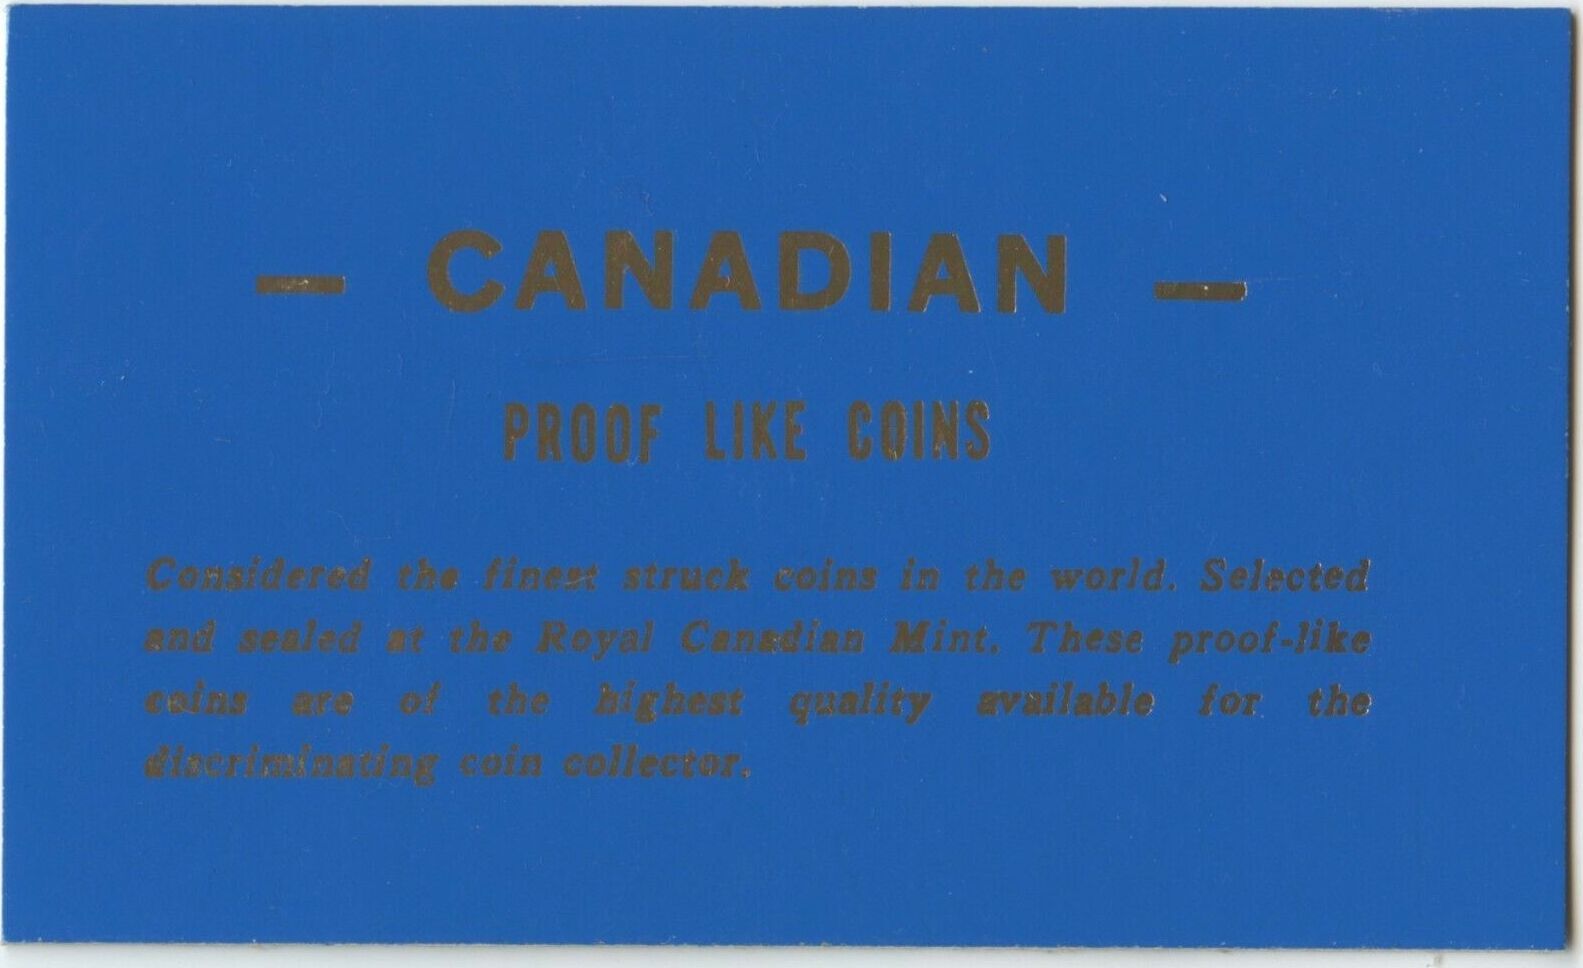 — CANADIAN —
PROOF LIKE COINS
Considered the finest struck coins in the world. Selected
and sealed at the Royal Canadian Mint. These proof-like
coins are of the highest quality available for the
discriminating coin collector.